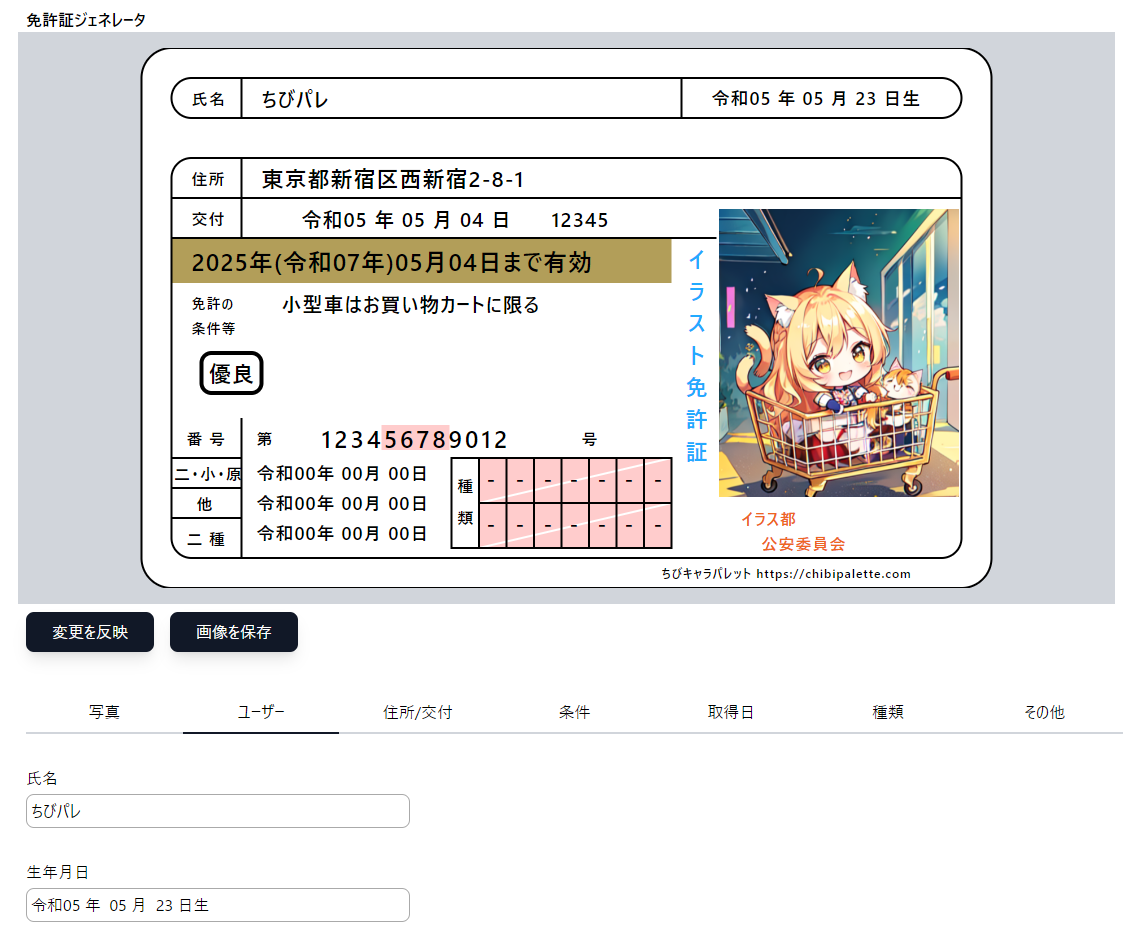 免許証ジェネレータ
氏名 ちびパレ 令和05 年 05 月 23 日生
住所 東京都新宿区西新宿2-8-1
交付 令和05 年 05 月 04 日 12345
2025年(令和07年)05月04日まで有効
免許の
条件等
小型車はお買い物カートに限る
優良
番 号 第 123456789012 号
二・小・原 令和00年 00月 00日
他 令和00年 00月 00日
二 種 令和00年 00月 00日
種類
- - - - - - -
- - - - - - -
イラスト免許証
イラス都
公安委員会
ちびキャラパレット https://chibipalette.com
変更を反映 画像を保存
写真 ユーザー 住所/交付 条件 取得日 種類 その他
氏名
ちびパレ
生年月日
令和05 年 05 月 23 日生